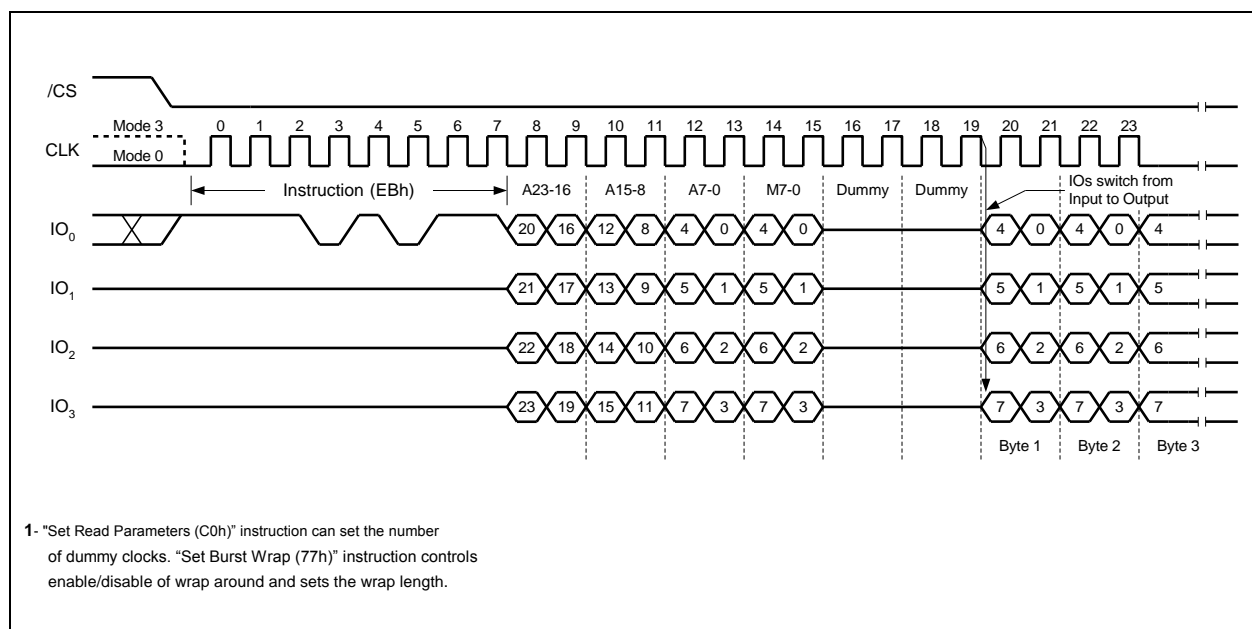 /CS
Mode 3 0 1 2 3 4 5 6 7 8 9 10 11 12 13 14 15 16 17 18 19 20 21 22 23
CLK
Mode 0
Instruction (EBh) A23-16 A15-8 A7-0 M7-0 Dummy Dummy
IOs switch from
Input to Output
IO0 20 16 12 8 4 0 4 0 4 0 4 0 4
IO1 21 17 13 9 5 1 5 1 5 1 5 1 5
IO2 22 18 14 10 6 2 6 2 6 2 6 2 6
IO3 23 19 15 11 7 3 7 3 7 3 7 3 7
Byte 1 Byte 2 Byte 3
1- "Set Read Parameters (C0h)” instruction can set the number
of dummy clocks. “Set Burst Wrap (77h)” instruction controls
enable/disable of wrap around and sets the wrap length.